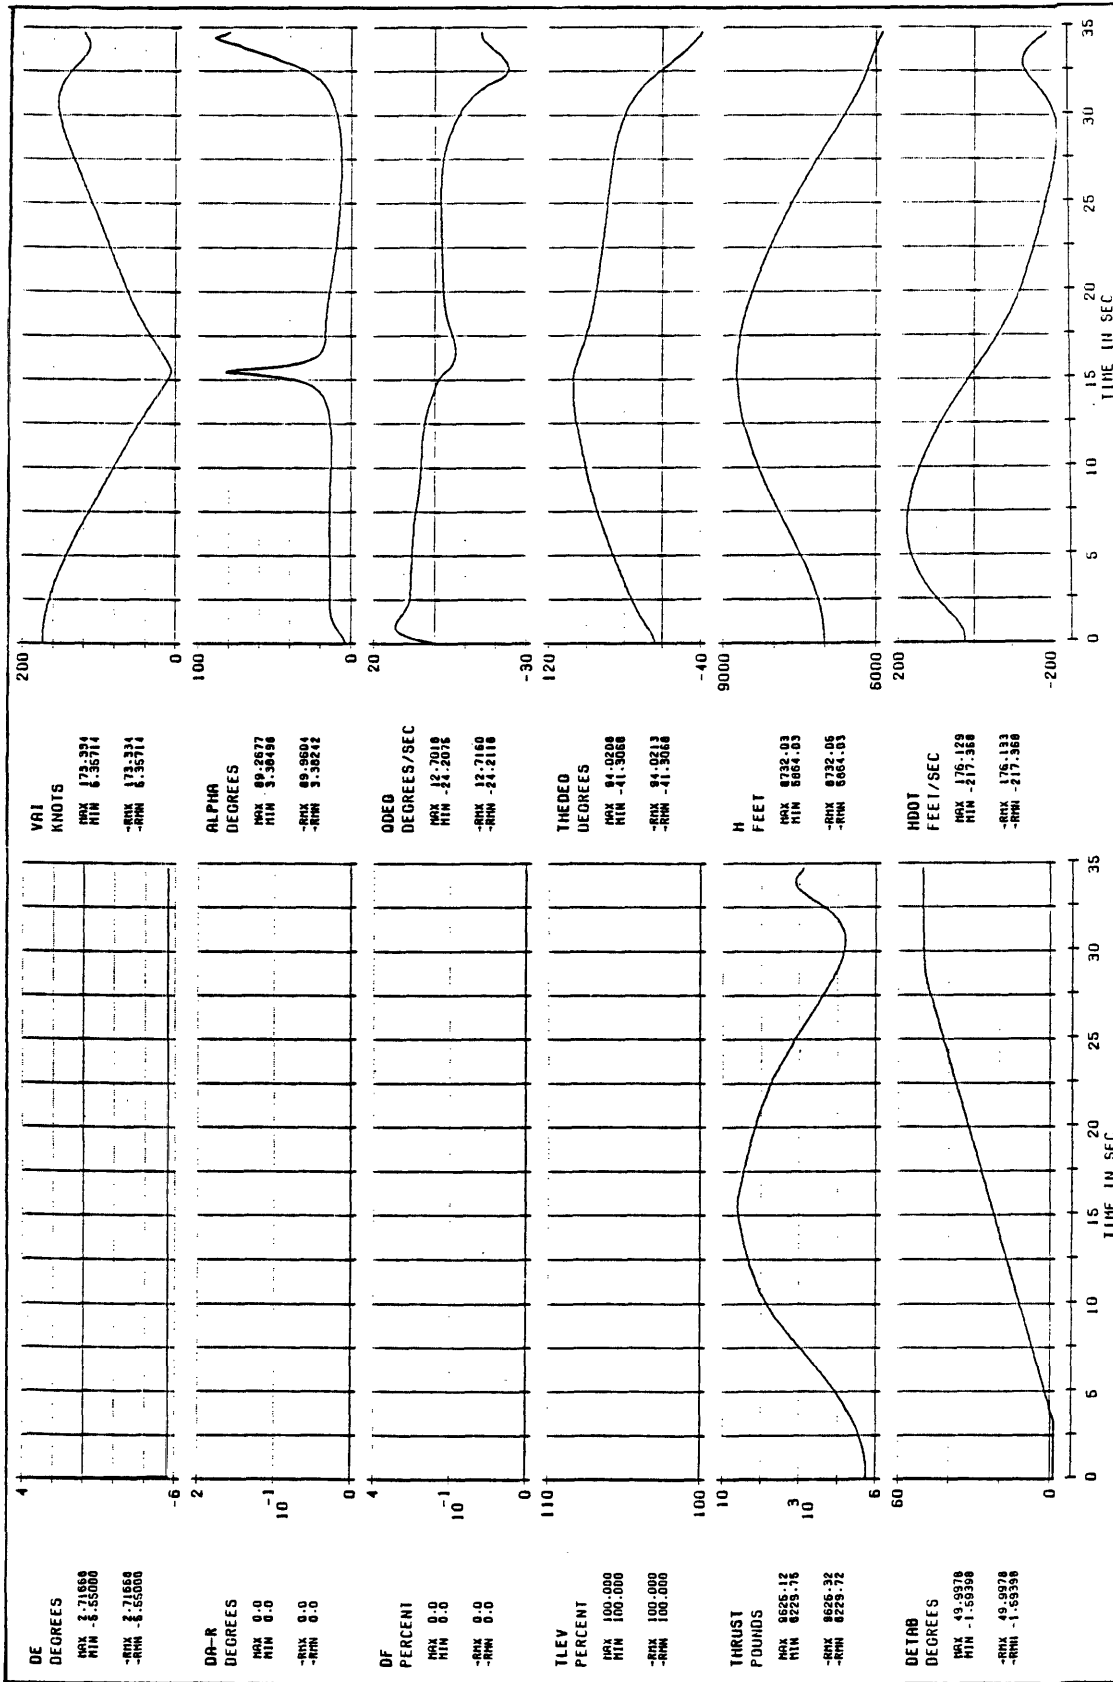 DE
DEGREES
MAX 2.71668
MIN -5.55000
-RMX 2.71668
-RMN -5.55000
4
-6
DA-R
DEGREES
MAX 0.0
MIN 0.0
-RMX 0.0
-RMN 0.0
2
10 -1
0
DF
PERCENT
MAX 0.0
MIN 0.0
-RMX 0.0
-RMN 0.0
4
10 -1
0
TLEV
PERCENT
MAX 100.000
MIN 100.000
-RMX 100.000
-RMN 100.000
110
100
THRUST
POUNDS
MAX 9625.12
MIN 6229.76
-RMX 9626.32
-RMN 6229.72
10
10 3
6
DETAB
DEGREES
MAX 49.9978
MIN -1.59398
-RMX 49.9978
-RMN -1.59398
60
0
0 5 10 15 20 25 30 35
TIME IN SEC
VAI
KNOTS
MAX 173.334
MIN 6.35714
-RMX 173.334
-RMN 6.35714
200
0
ALPHA
DEGREES
MAX 89.2677
MIN 3.38498
-RMX 89.9604
-RMN 3.38242
100
0
QDEG
DEGREES/SEC
MAX 12.7018
MIN -24.2075
-RMX 12.7160
-RMN -24.2118
20
-30
THEDEG
DEGREES
MAX 94.0208
MIN -41.3068
-RMX 94.0213
-RMN -41.3068
120
-40
H
FEET
MAX 8732.03
MIN 5864.03
-RMX 8732.06
-RMN 5864.03
9000
6000
HDOT
FEET/SEC
MAX 176.129
MIN -217.368
-RMX 176.133
-RMN -217.368
200
-200
0 5 10 15 20 25 30 35
TIME IN SEC